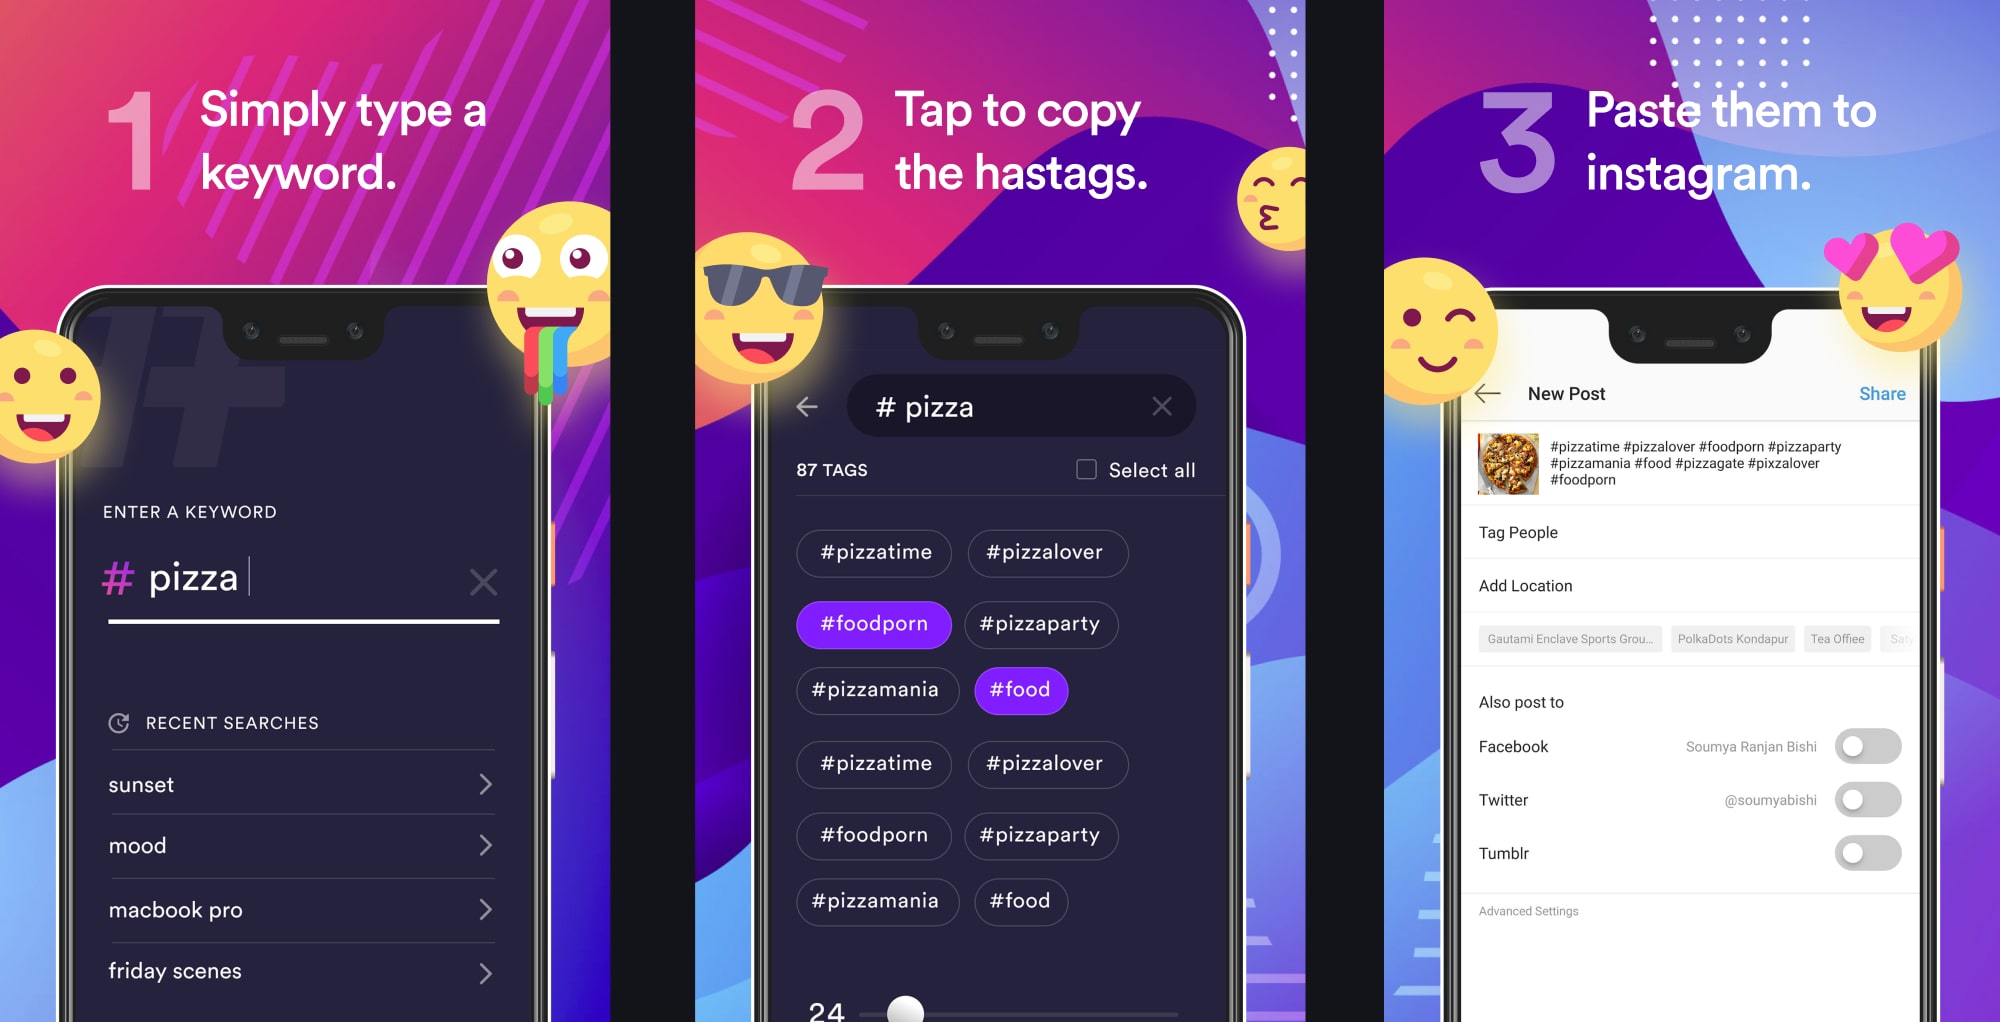 1
Simply type a
keyword.
ENTER A KEYWORD
# pizza
RECENT SEARCHES
sunset
mood
macbook pro
friday scenes
2
Tap to copy
the hastags.
# pizza
87 TAGS
Select all
#pizzatime
#pizzalover
#foodporn
#pizzaparty
#pizzamania
#food
#pizzatime
#pizzalover
#foodporn
#pizzaparty
#pizzamania
#food
24
3
Paste them to
instagram.
New Post
Share
#pizzatime #pizzalover #foodporn #pizzaparty
#pizzamania #food #pizzagate #pixzalover
#foodporn
Tag People
Add Location
Gautami Enclave Sports Grou...
PolkaDots Kondapur
Tea Offiee
Also post to
Facebook
Soumya Ranjan Bishi
Twitter
@soumyabishi
Tumblr
Advanced Settings